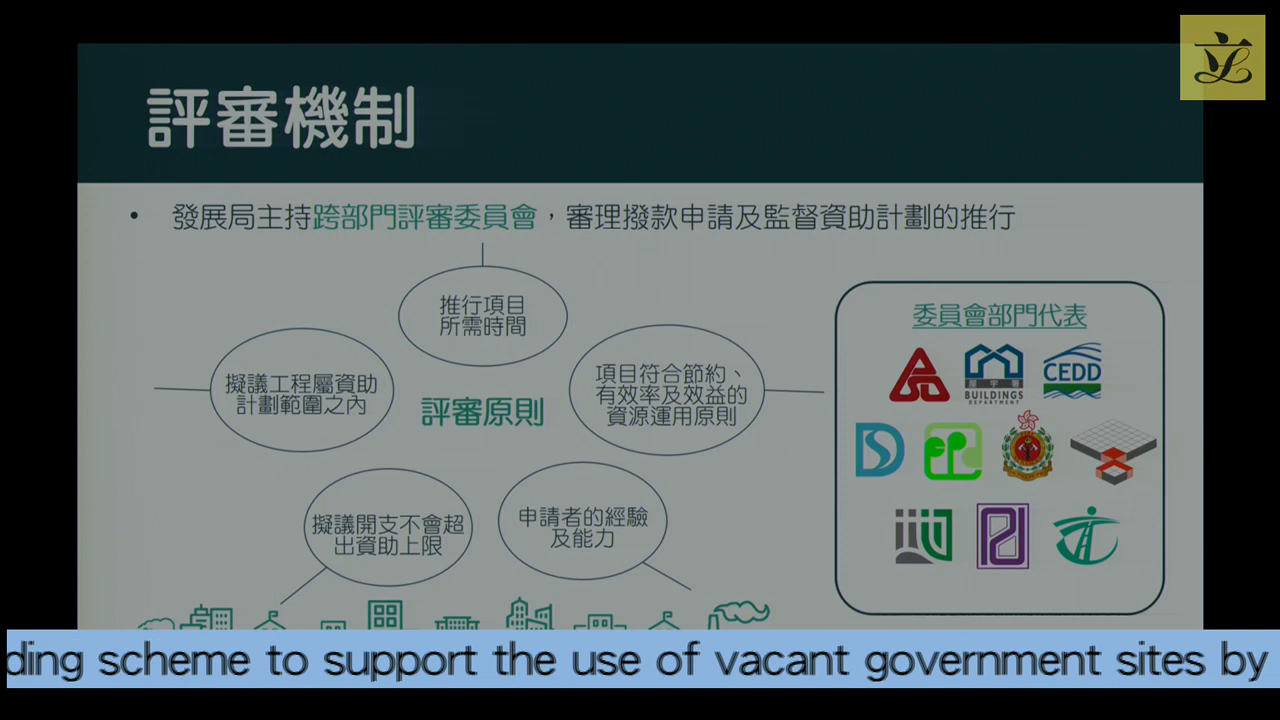 評審機制
• 發展局主持跨部門評審委員會，審理撥款申請及監督資助計劃的推行
推行項目
所需時間
擬議工程屬資助
計劃範圍之內
評審原則
項目符合節約、
有效率及效益的
資源運用原則
擬議開支不會超
出資助上限
申請者的經驗
及能力
委員會部門代表
屋宇署
BUILDINGS
DEPARTMENT
CEDD
ding scheme to support the use of vacant government sites by